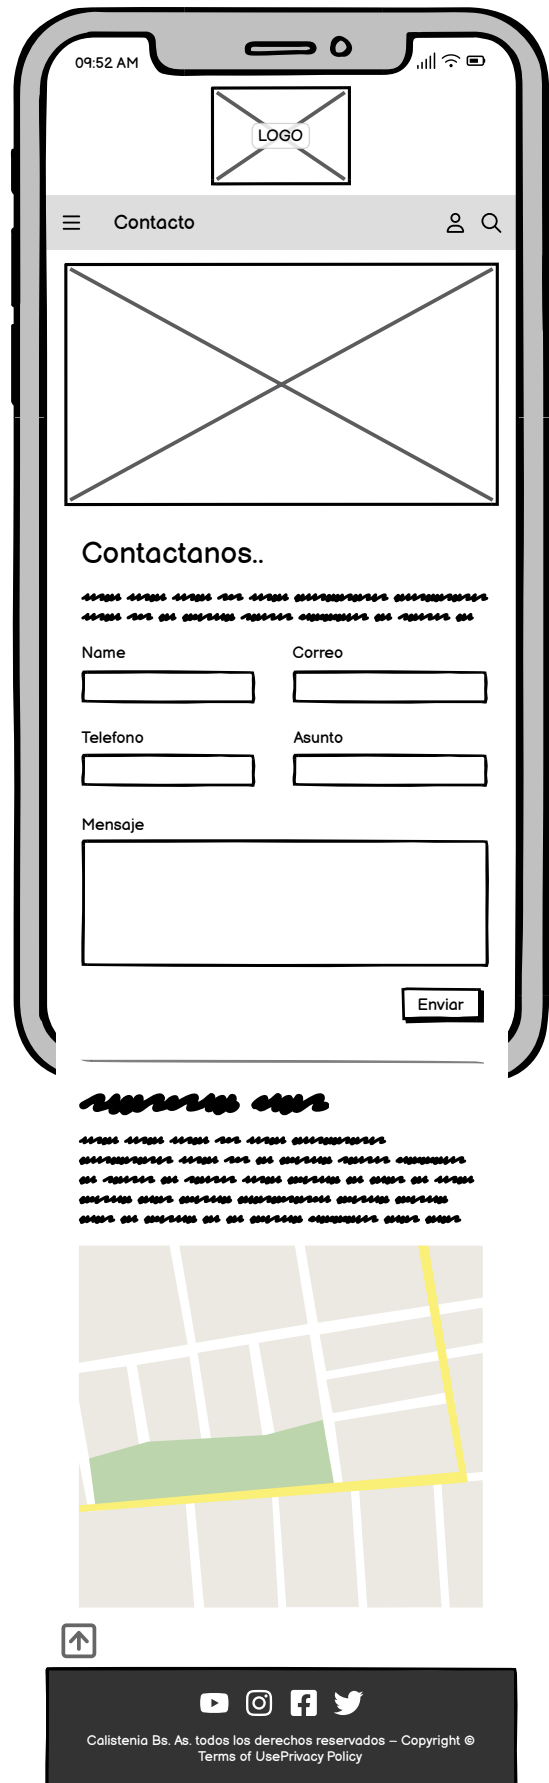 09:52 AM
LOGO
Contacto
Contactanos..
Name
Correo
Telefono
Asunto
Mensaje
Enviar
Calistenia Bs. As. todos los derechos reservados – Copyright ©
Terms of UsePrivacy Policy